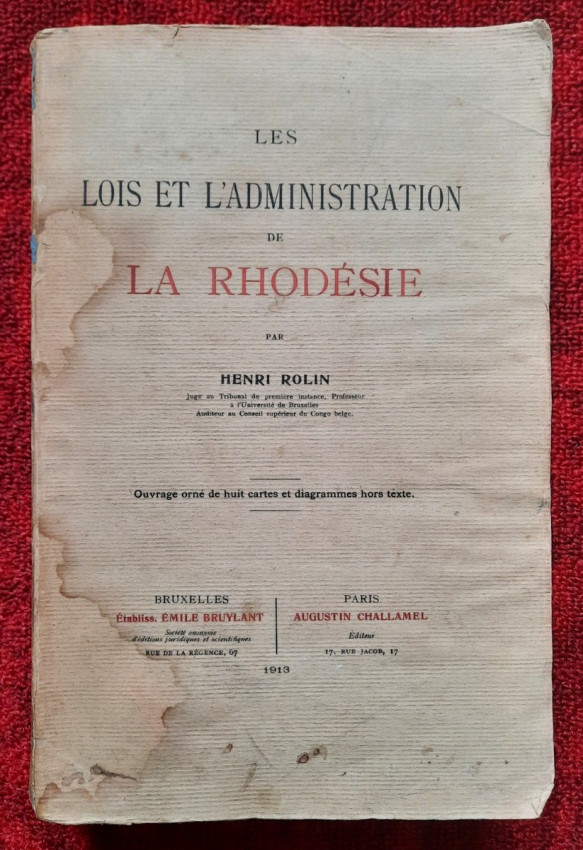 LES
LOIS ET L'ADMINISTRATION
DE
LA RHODÉSIE
PAR
HENRI ROLIN
Juge au Tribunal de première instance, Professeur
à l'Université de Bruxelles
Auditeur au Conseil supérieur du Congo belge.
Ouvrage orné de huit cartes et diagrammes hors texte.
BRUXELLES
Établiss. ÉMILE BRUYLANT
Société anonyme
d'éditions juridiques et scientifiques
RUE DE LA RÉGENCE, 67
PARIS
AUGUSTIN CHALLAMEL
Éditeur
17, RUE JACOB, 17
1913